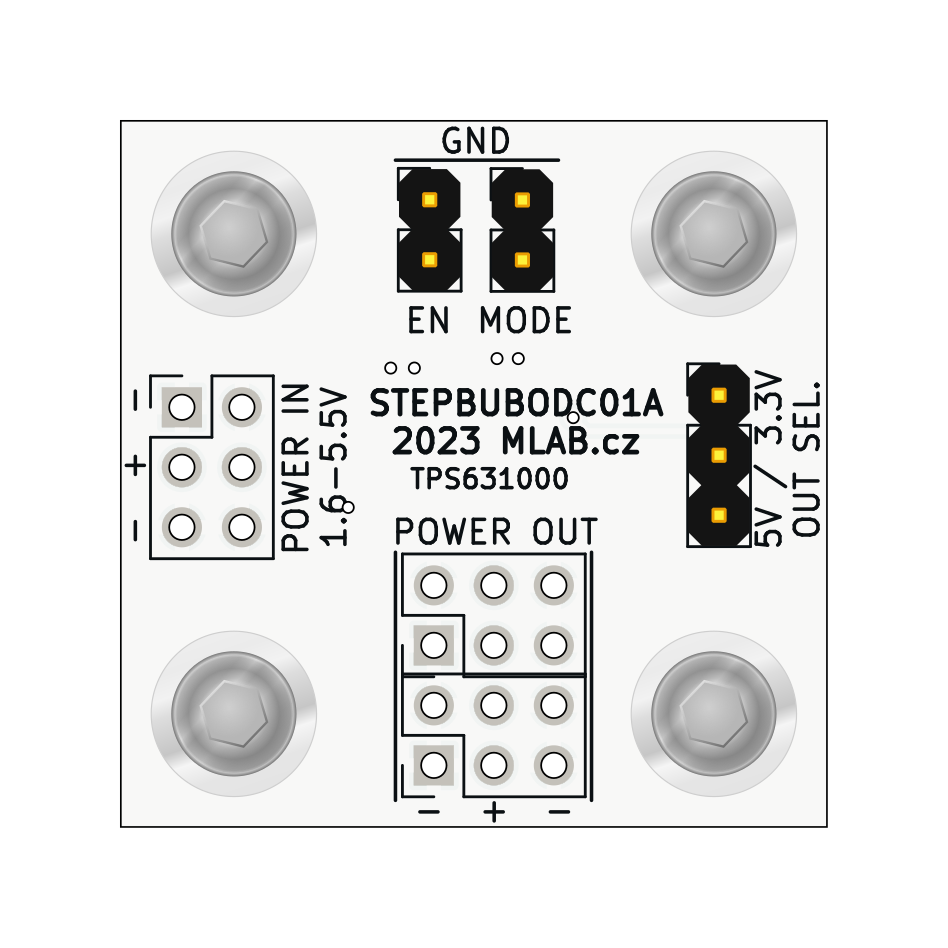 GND
EN MODE
STEPBUBODC01A
2023 MLAB.cz
TPS631000
- + -
POWER IN
1.6-5.5V
5V / 3.3V
OUT SEL.
POWER OUT
- + -